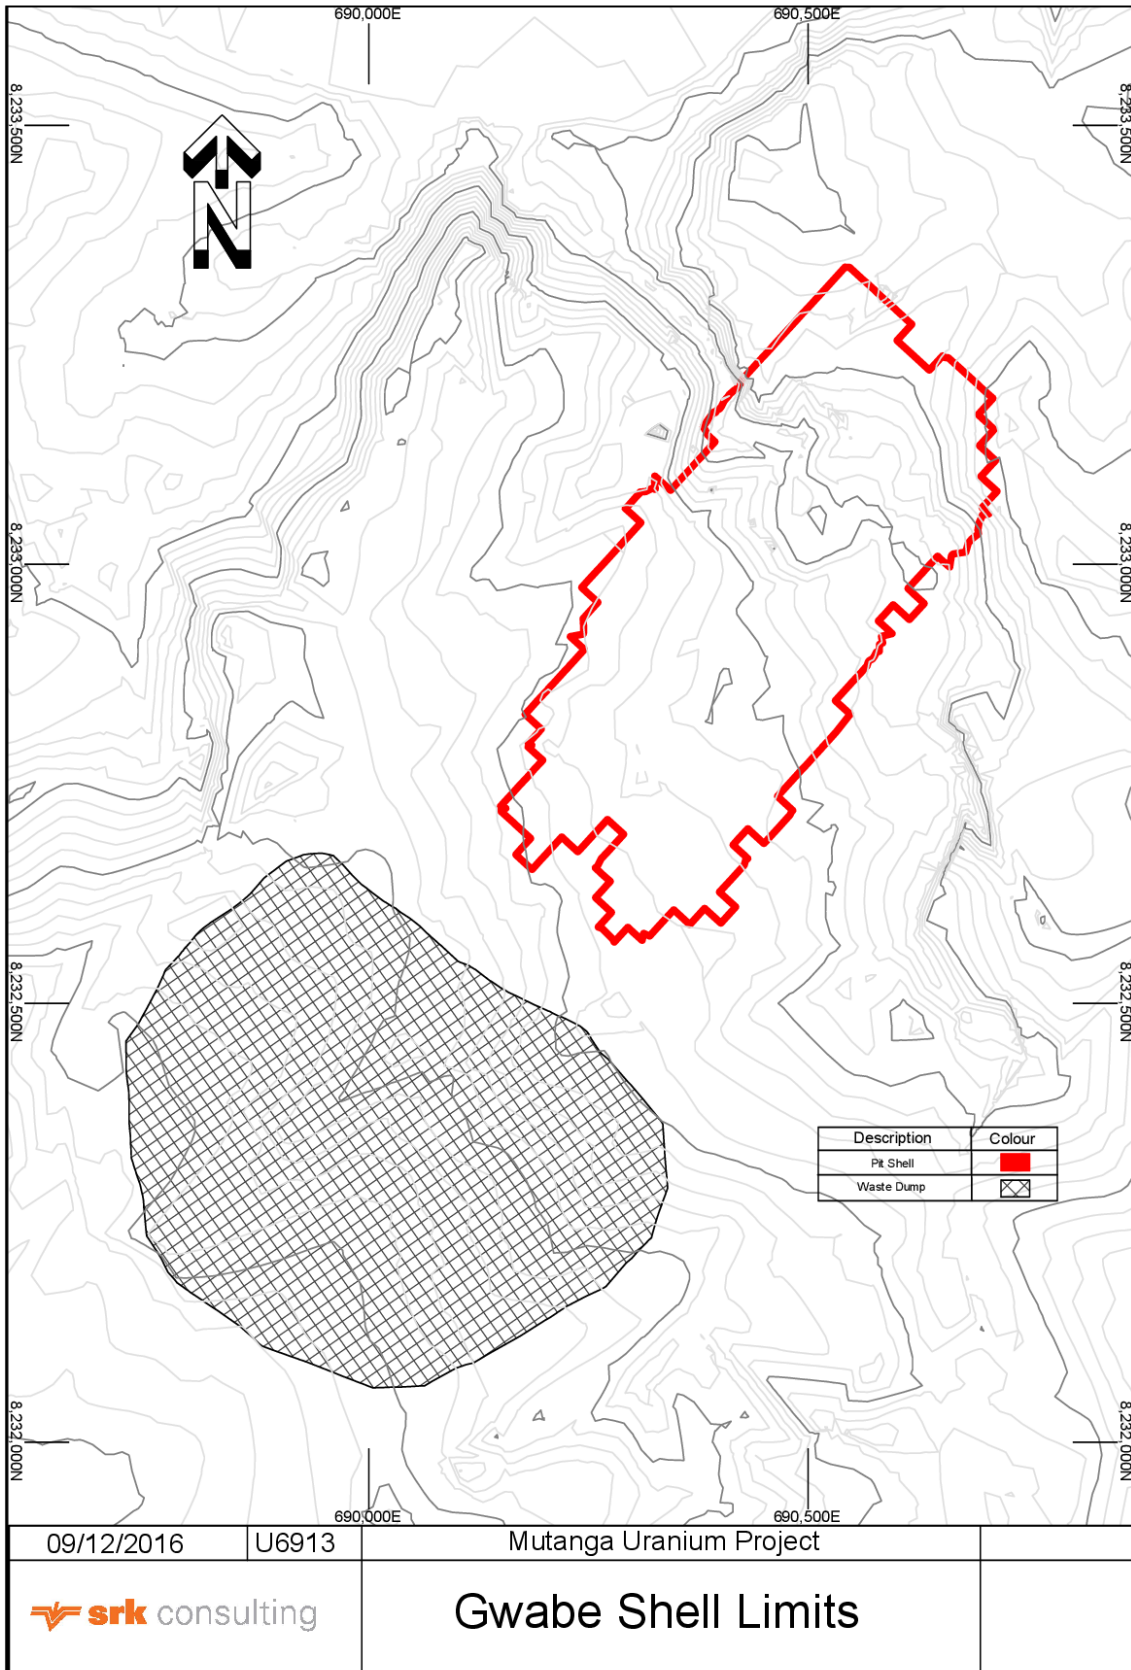 690,000E
690,500E
8,233,500N
8,233,500N
N
8,233,000N
8,233,000N
8,232,500N
8,232,500N
Description Colour
Pit Shell
Waste Dump
8,232,000N
8,232,000N
690,000E
690,500E
09/12/2016 U6913 Mutanga Uranium Project
srk consulting Gwabe Shell Limits